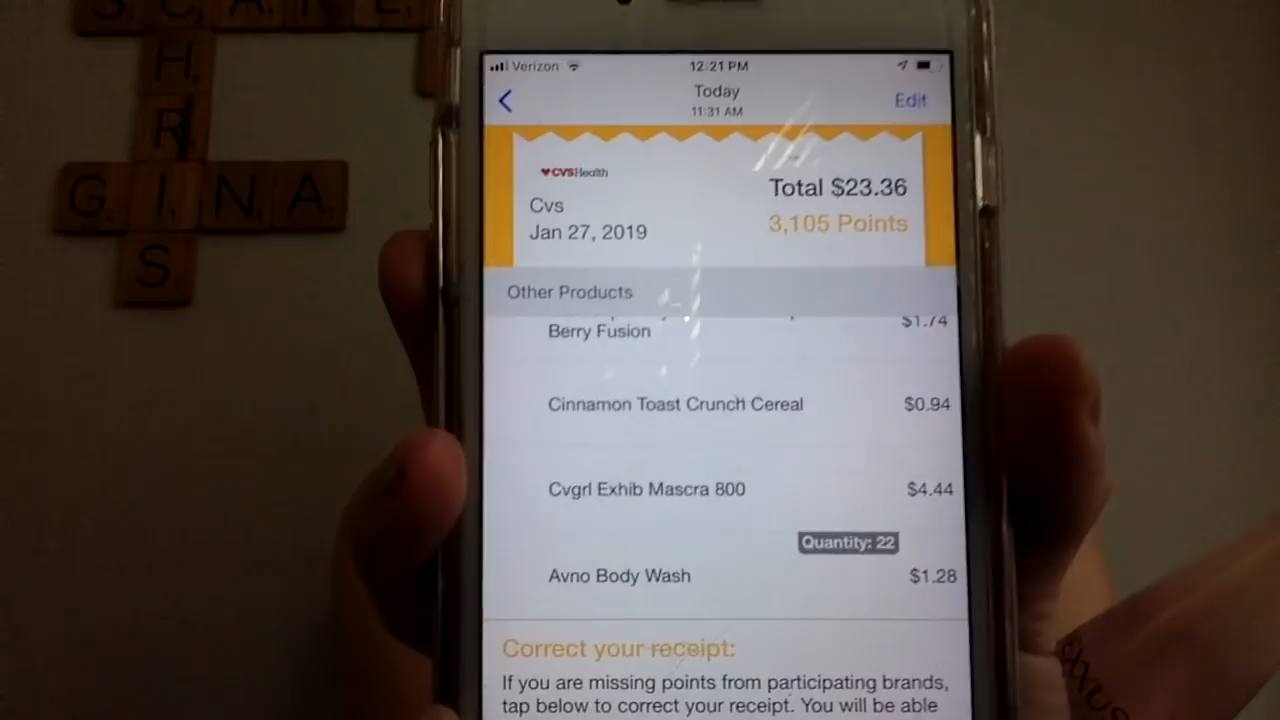 SCARE
H
R
GINA
S
Verizon
12:21 PM
Today
11:31 AM
Edit
CVSHealth
Total $23.36
Cvs
3,105 Points
Jan 27, 2019
Other Products
Berry Fusion
$1.74
Cinnamon Toast Crunch Cereal
$0.94
Cvgrl Exhib Mascra 800
$4.44
Quantity: 22
Avno Body Wash
$1.28
Correct your receipt:
If you are missing points from participating brands,
tap below to correct your receipt. You will be able